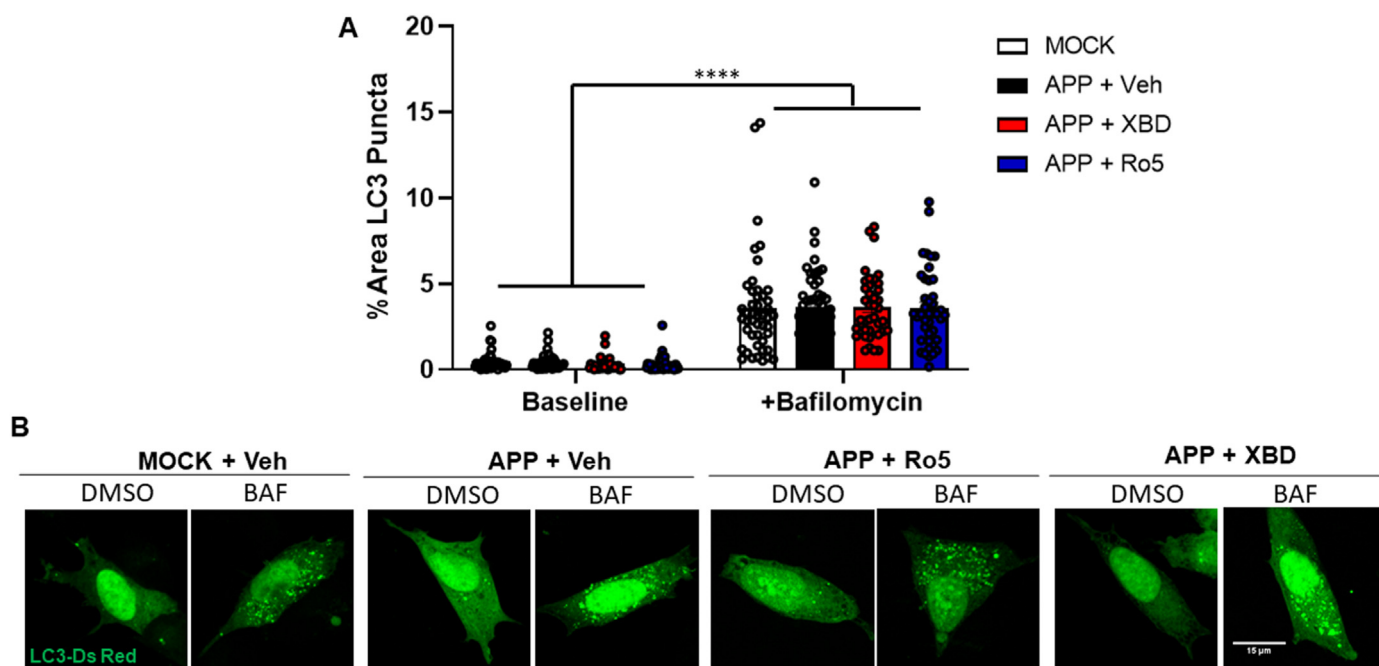 A
20
15
10
5
0
% Area LC3 Puncta
****
MOCK
APP + Veh
APP + XBD
APP + Ro5
Baseline
+Bafilomycin
B
MOCK + Veh
APP + Veh
APP + Ro5
APP + XBD
DMSO
BAF
DMSO
BAF
DMSO
BAF
DMSO
BAF
LC3-Ds Red
15 µm